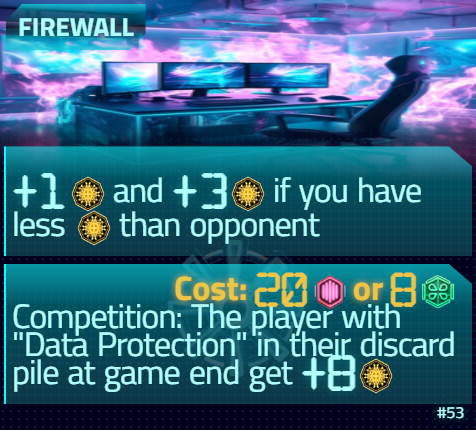 FIREWALL
+1 and +3 if you have
less than opponent
Cost: 20 or 8
Competition: The player with
"Data Protection" in their discard
pile at game end get +8
#53